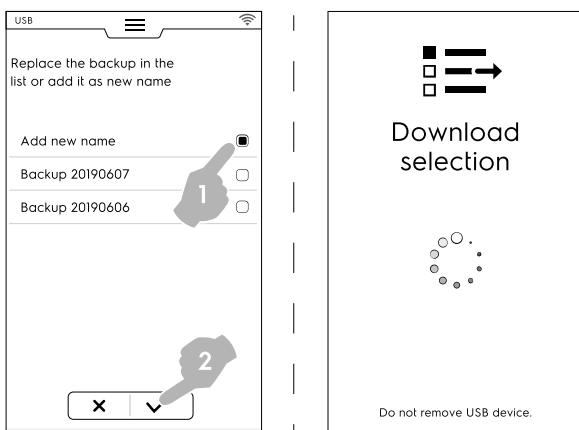 USB
Replace the backup in the
list or add it as new name
Add new name
Backup 20190607
Backup 20190606
1
2
Download
selection
Do not remove USB device.